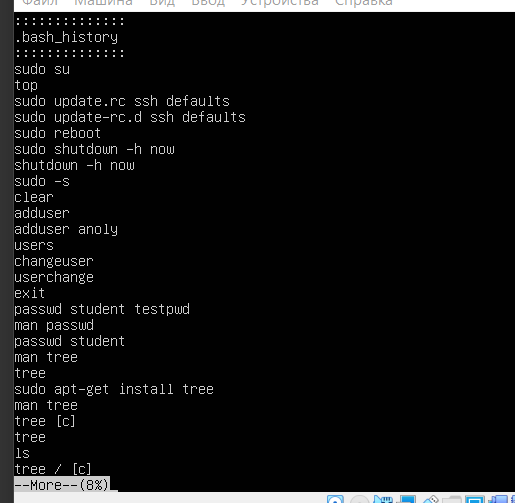 Файл Машина Вид Ввод Устройства Справка
::::::::::::::
.bash_history
::::::::::::::
sudo su
top
sudo update.rc ssh defaults
sudo update-rc.d ssh defaults
sudo reboot
sudo shutdown -h now
shutdown -h now
sudo -s
clear
adduser
adduser anoly
users
changeuser
userchange
exit
passwd student testpwd
man passwd
passwd student
man tree
tree
sudo apt-get install tree
man tree
tree [c]
tree
ls
tree / [c]
--More--(8%)